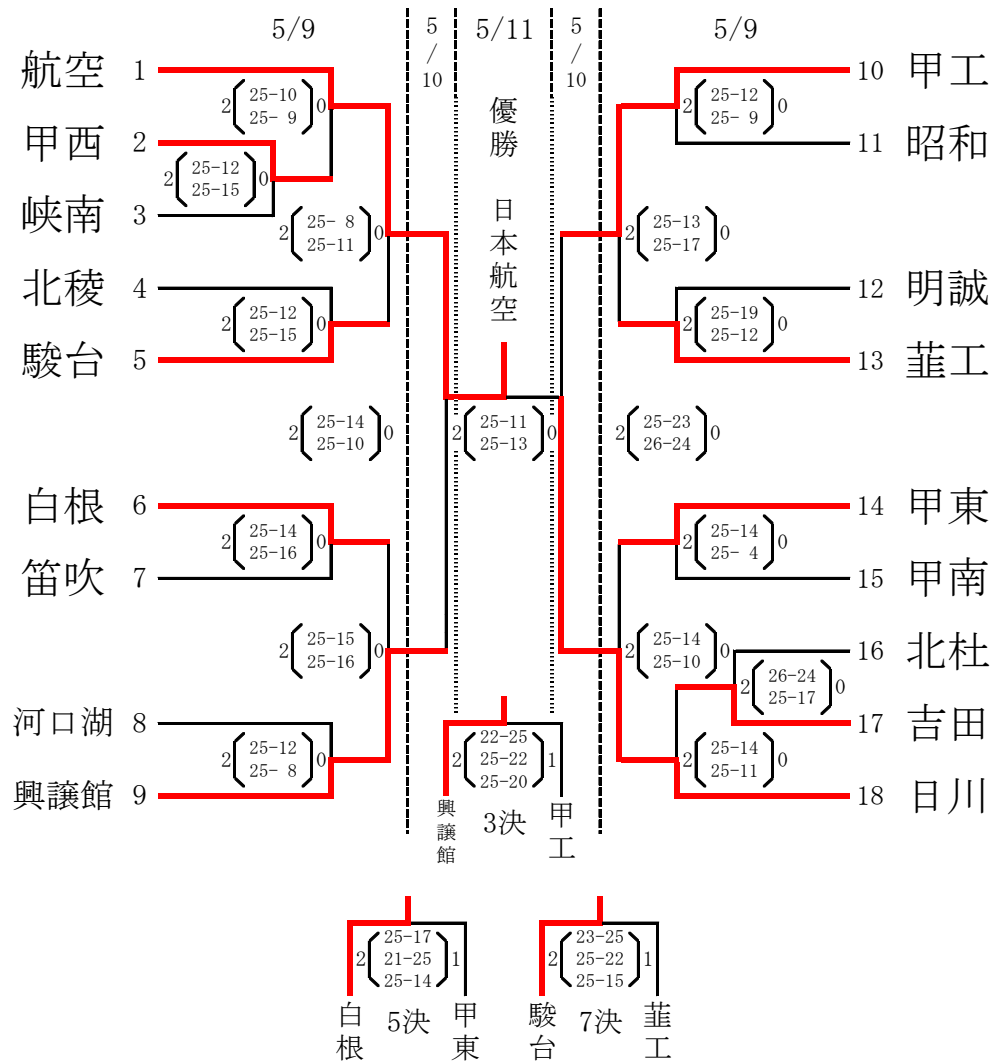 5/9
5/10
5/11
5/10
5/9
優勝 日本航空
航空 1
2 25-10 0
25- 9
甲西 2
2 25-12 0
25-15
峡南 3
2 25- 8 0
25-11
北稜 4
2 25-12 0
25-15
駿台 5
2 25-14 0
25-10
白根 6
2 25-14 0
25-16
笛吹 7
2 25-15 0
25-16
河口湖 8
2 25-12 0
25- 8
興譲館 9
2 25-11 0
25-13
10 甲工
2 25-12 0
25- 9
11 昭和
2 25-13 0
25-17
12 明誠
2 25-19 0
25-12
13 韮工
2 25-23 0
26-24
14 甲東
2 25-14 0
25- 4
15 甲南
2 25-14 0
25-10
16 北杜
2 26-24 0
25-17
17 吉田
2 25-14 0
25-11
18 日川
22-25
2 25-22 1
25-20
興譲館 3決 甲工
25-17
2 21-25 1
25-14
白根 5決 甲東
23-25
2 25-22 1
25-15
駿台 7決 韮工